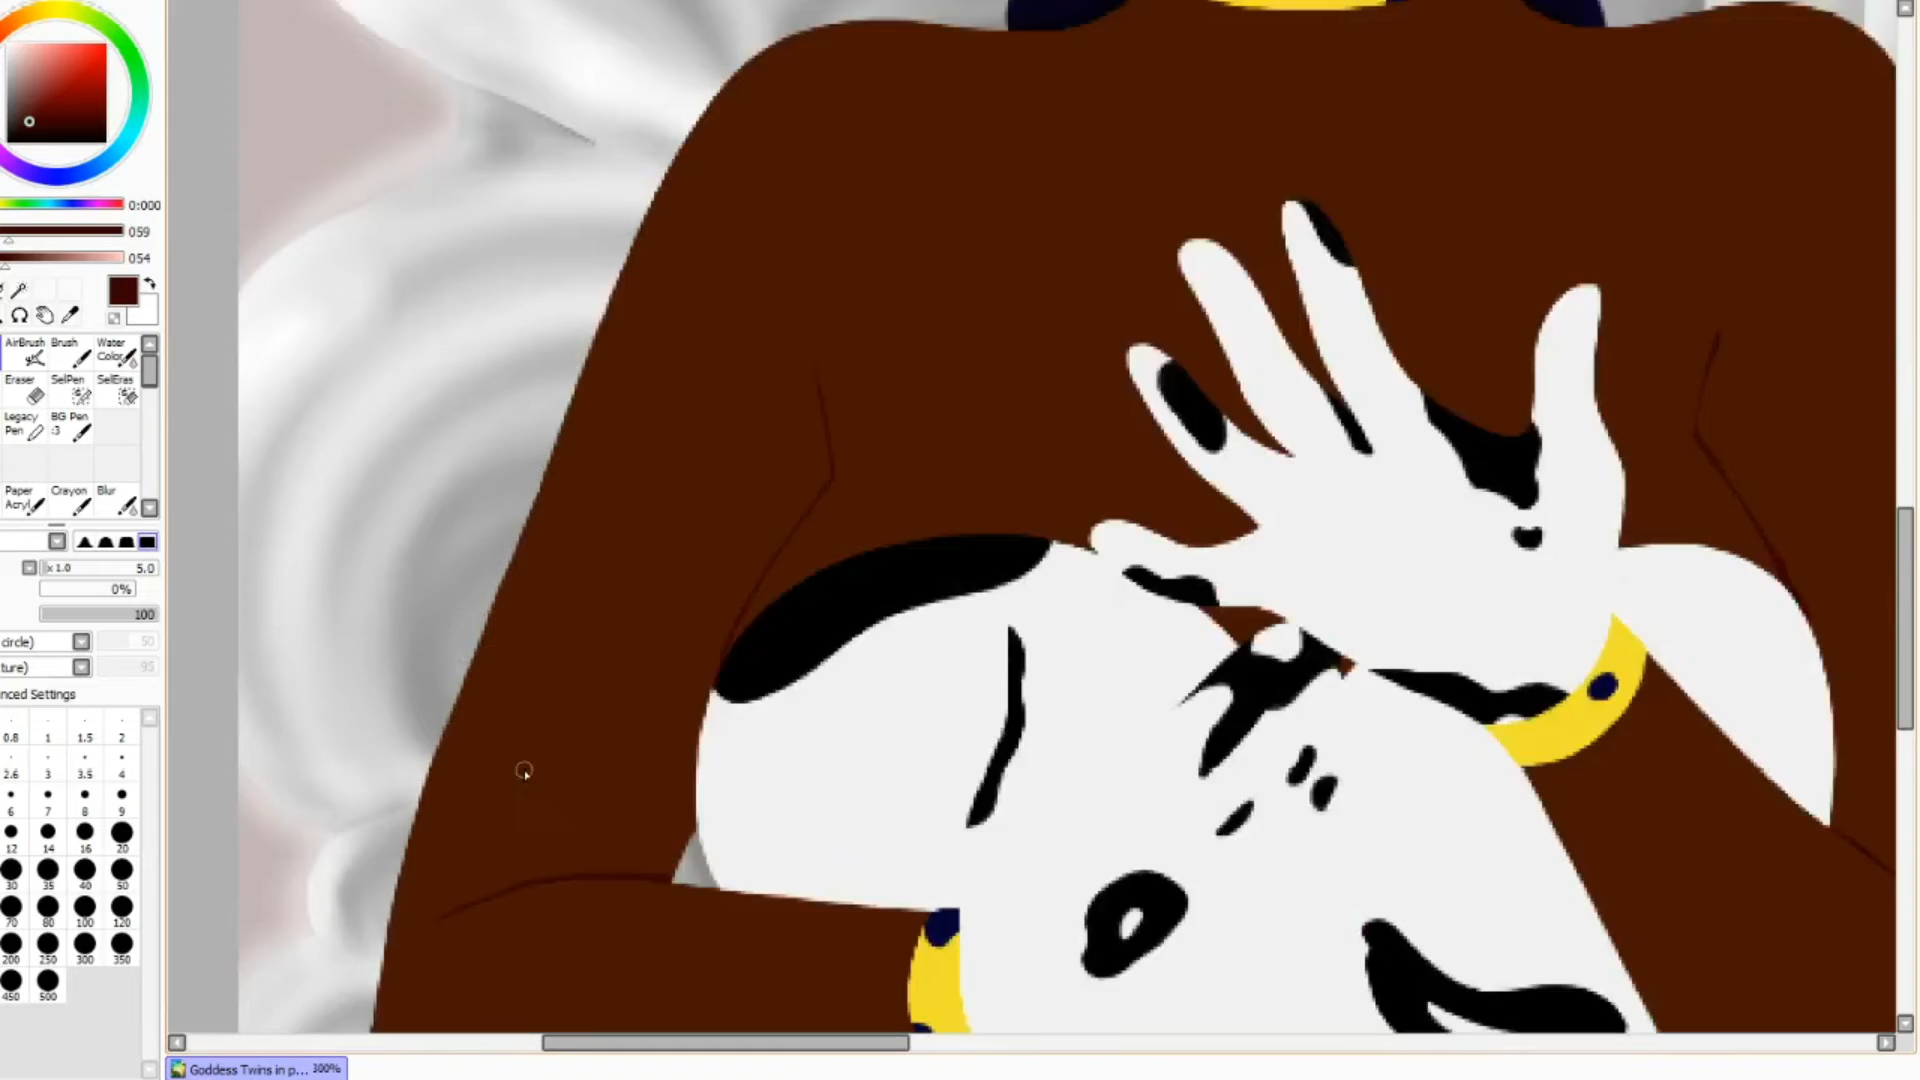 0:000
059
054
AirBrush Brush Water Color
Eraser SelPen SelEras
Legacy Pen BG Pen :3
Paper Acryl Crayon Blur
x 1.0 5.0
0%
100
circle) 50
ture) 95
nced Settings
0.8 1 1.5 2
2.6 3 3.5 4
6 7 8 9
12 14 16 20
30 35 40 50
70 80 100 120
200 250 300 350
450 500
Goddess Twins in p... 300%